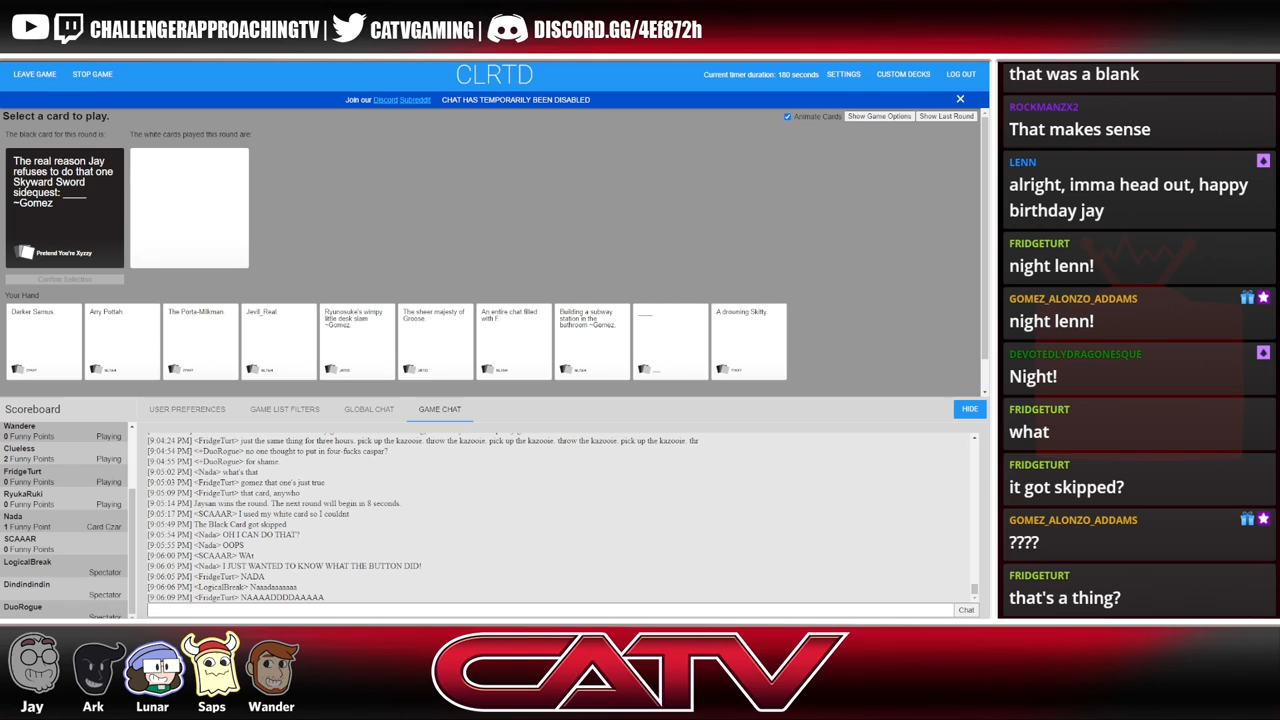 CHALLENGERAPPROACHINGTV | CATVGAMING | DISCORD.GG/4Ef872h
LEAVE GAME STOP GAME CLRTD Current timer duration: 180 seconds SETTINGS CUSTOM DECKS LOG OUT
Join our Discord Subreddit CHAT HAS TEMPORARILY BEEN DISABLED
Select a card to play.
Animate Cards Show Game Options Show Last Round
The black card for this round is:
The real reason Jay
refuses to do that one
Skyward Sword
sidequest: ____
~Gomez
Pretend You're Xyzzy
Confirm Selection
The white cards played this round are:
Your Hand
Darker Samus.
Any Pottah
The Porta-Milkman.
Jevil_Real
Ryunosuke's wimpy
little desk slam
~Gomez
The sheer majesty of
Groose.
An entire chat filled
with F.
Building a subway
station in the
bathroom ~Gomez.
____
A drowning Skitty.
Scoreboard
Wandere
0 Funny Points Playing
Clueless
2 Funny Points Playing
FridgeTurt
0 Funny Points Playing
RyukaRuki
0 Funny Points Playing
Nada
1 Funny Point Card Czar
SCAAAR
0 Funny Points
LogicalBreak
Spectator
Dindindindin
Spectator
DuoRogue
Spectator
USER PREFERENCES GAME LIST FILTERS GLOBAL CHAT GAME CHAT HIDE
[9:04:24 PM] <FridgeTurt> just the same thing for three hours. pick up the kazooie. throw the kazooie. pick up the kazooie. throw the kazooie. pick up the kazooie. thr
[9:04:54 PM] <+DuoRogue> no one thought to put in four-fucks caspar?
[9:04:55 PM] <+DuoRogue> for shame.
[9:05:02 PM] <Nada> what's that
[9:05:09 PM] <FridgeTurt> gomez that one's just true
[9:05:09 PM] <FridgeTurt> that card, anywho
[9:05:14 PM] Jaysan wins the round. The next round will begin in 8 seconds.
[9:05:17 PM] <SCAAAR> I used my white card so I couldnt
[9:05:49 PM] The Black Card got skipped
[9:05:54 PM] <Nada> OH I CAN DO THAT?
[9:05:55 PM] <Nada> OOPS
[9:06:00 PM] <SCAAAR> WAt
[9:06:05 PM] <Nada> I JUST WANTED TO KNOW WHAT THE BUTTON DID!
[9:06:05 PM] <FridgeTurt> NADA
[9:06:06 PM] <LogicalBreak> Naadaaaaaaa
[9:06:09 PM] <FridgeTurt> NAAAADDDDAAAAA
Chat
that was a blank
ROCKMANZX2
That makes sense
LENN
alright, imma head out, happy
birthday jay
FRIDGETURT
night lenn!
GOMEZ_ALONZO_ADDAMS
night lenn!
DEVOTEDLYDRAGONESQUE
Night!
FRIDGETURT
what
FRIDGETURT
it got skipped?
GOMEZ_ALONZO_ADDAMS
????
FRIDGETURT
that's a thing?
Jay Ark Lunar Saps Wander
CATV